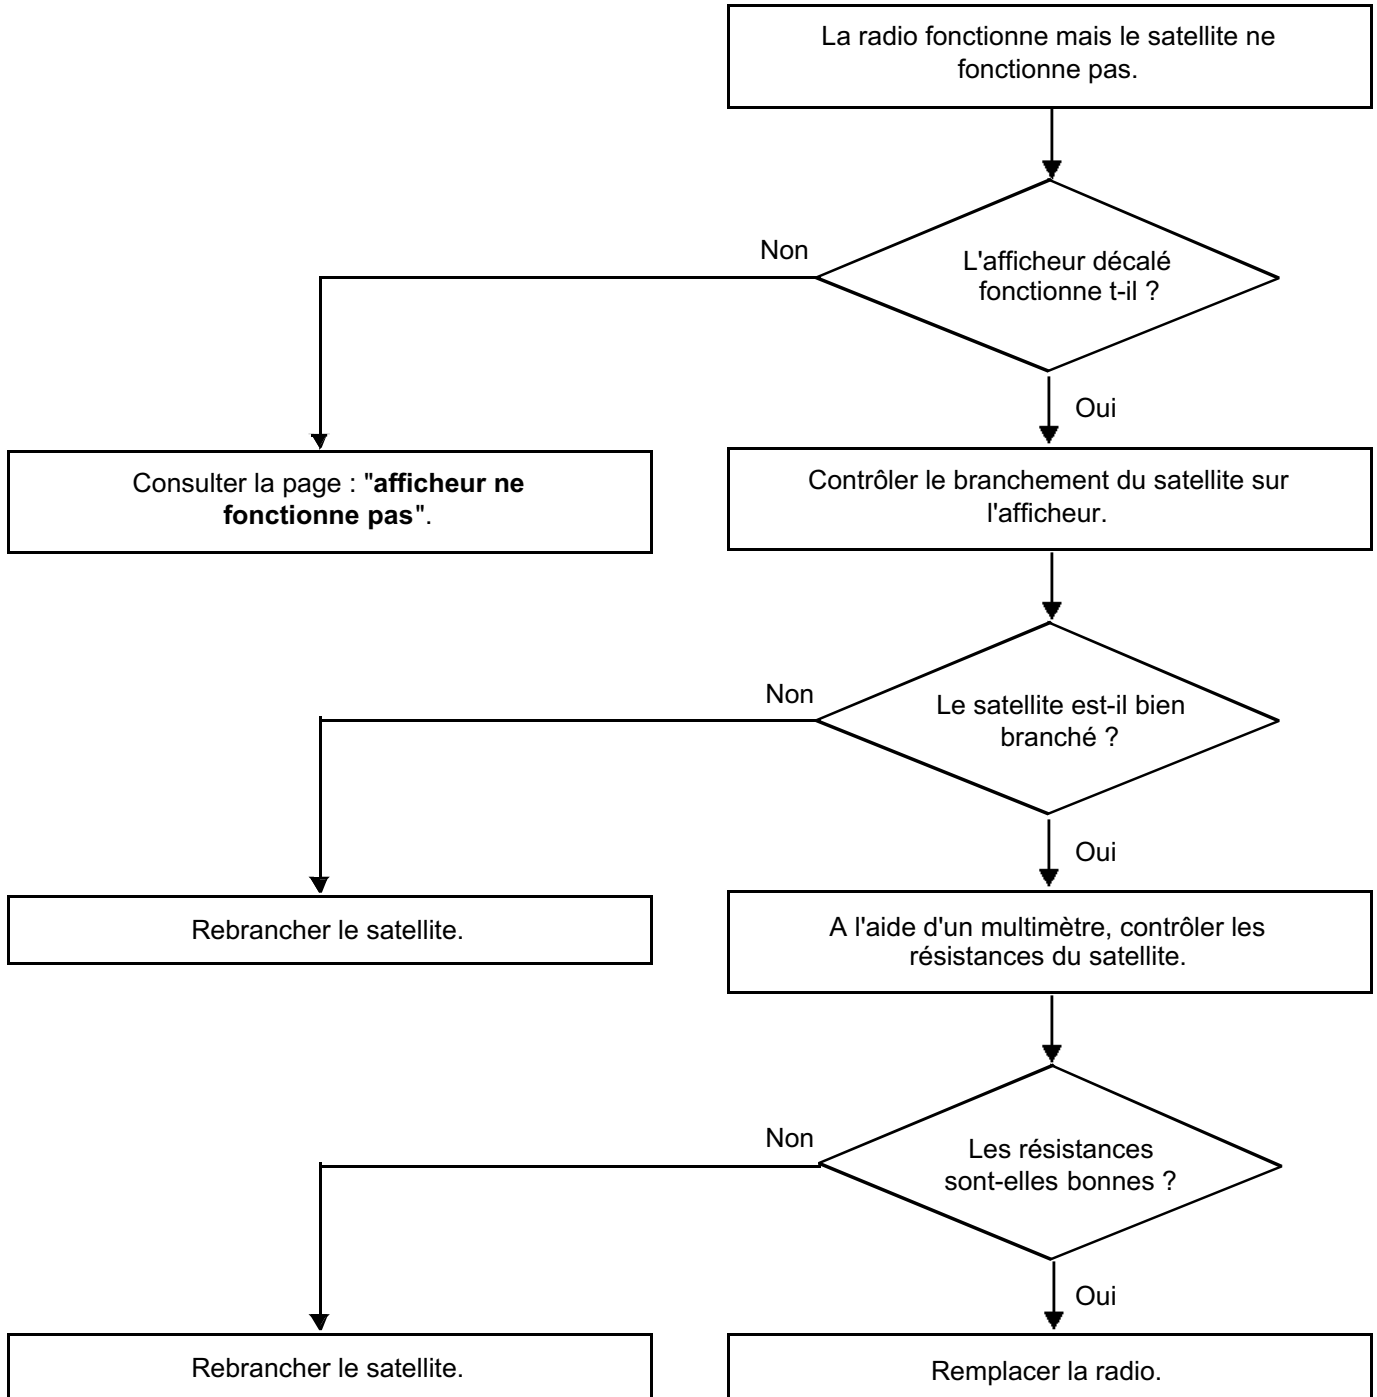 La radio fonctionne mais le satellite ne
fonctionne pas.
Non
L'afficheur décalé
fonctionne t-il ?
Oui
Consulter la page : "afficheur ne
fonctionne pas".
Contrôler le branchement du satellite sur
l'afficheur.
Non
Le satellite est-il bien
branché ?
Oui
Rebrancher le satellite.
A l'aide d'un multimètre, contrôler les
résistances du satellite.
Non
Les résistances
sont-elles bonnes ?
Oui
Rebrancher le satellite.
Remplacer la radio.